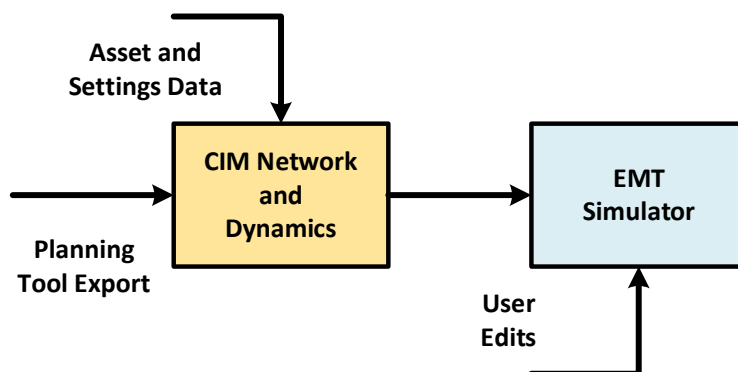 Asset and
Settings Data
CIM Network
and
Dynamics
EMT
Simulator
Planning
Tool Export
User
Edits